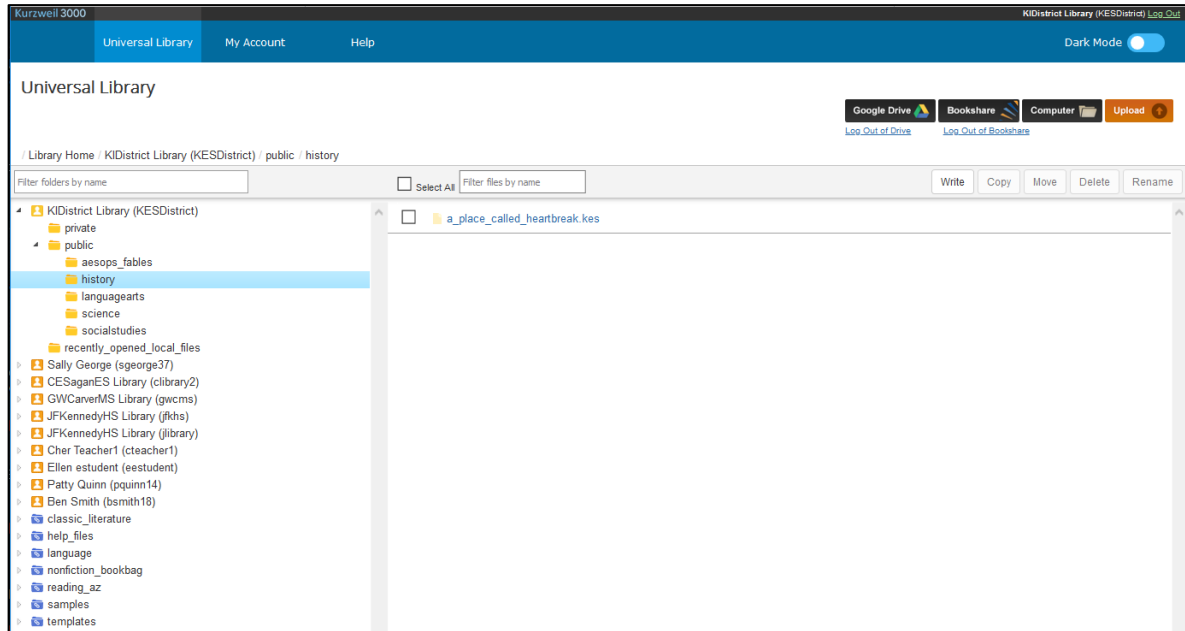 Kurzweil 3000
KIDistrict Library (KESDistrict) Log Out
Universal Library My Account Help Dark Mode
Universal Library
Google Drive Bookshare Computer Upload
Log Out of Drive Log Out of Bookshare
/ Library Home / KIDistrict Library (KESDistrict) / public / history
Filter folders by name Select All Filter files by name Write Copy Move Delete Rename
KIDistrict Library (KESDistrict)
private
public
aesops_fables
history
languagearts
science
socialstudies
recently_opened_local_files
Sally George (sgeorge37)
CESaganES Library (clibrary2)
GWCarverMS Library (gwcms)
JFKennedyHS Library (jfkhs)
JFKennedyHS Library (jlibrary)
Cher Teacher1 (cteacher1)
Ellen estudent (eestudent)
Patty Quinn (pquinn14)
Ben Smith (bsmith18)
classic_literature
help_files
language
nonfiction_bookbag
reading_az
samples
templates
a_place_called_heartbreak.kes